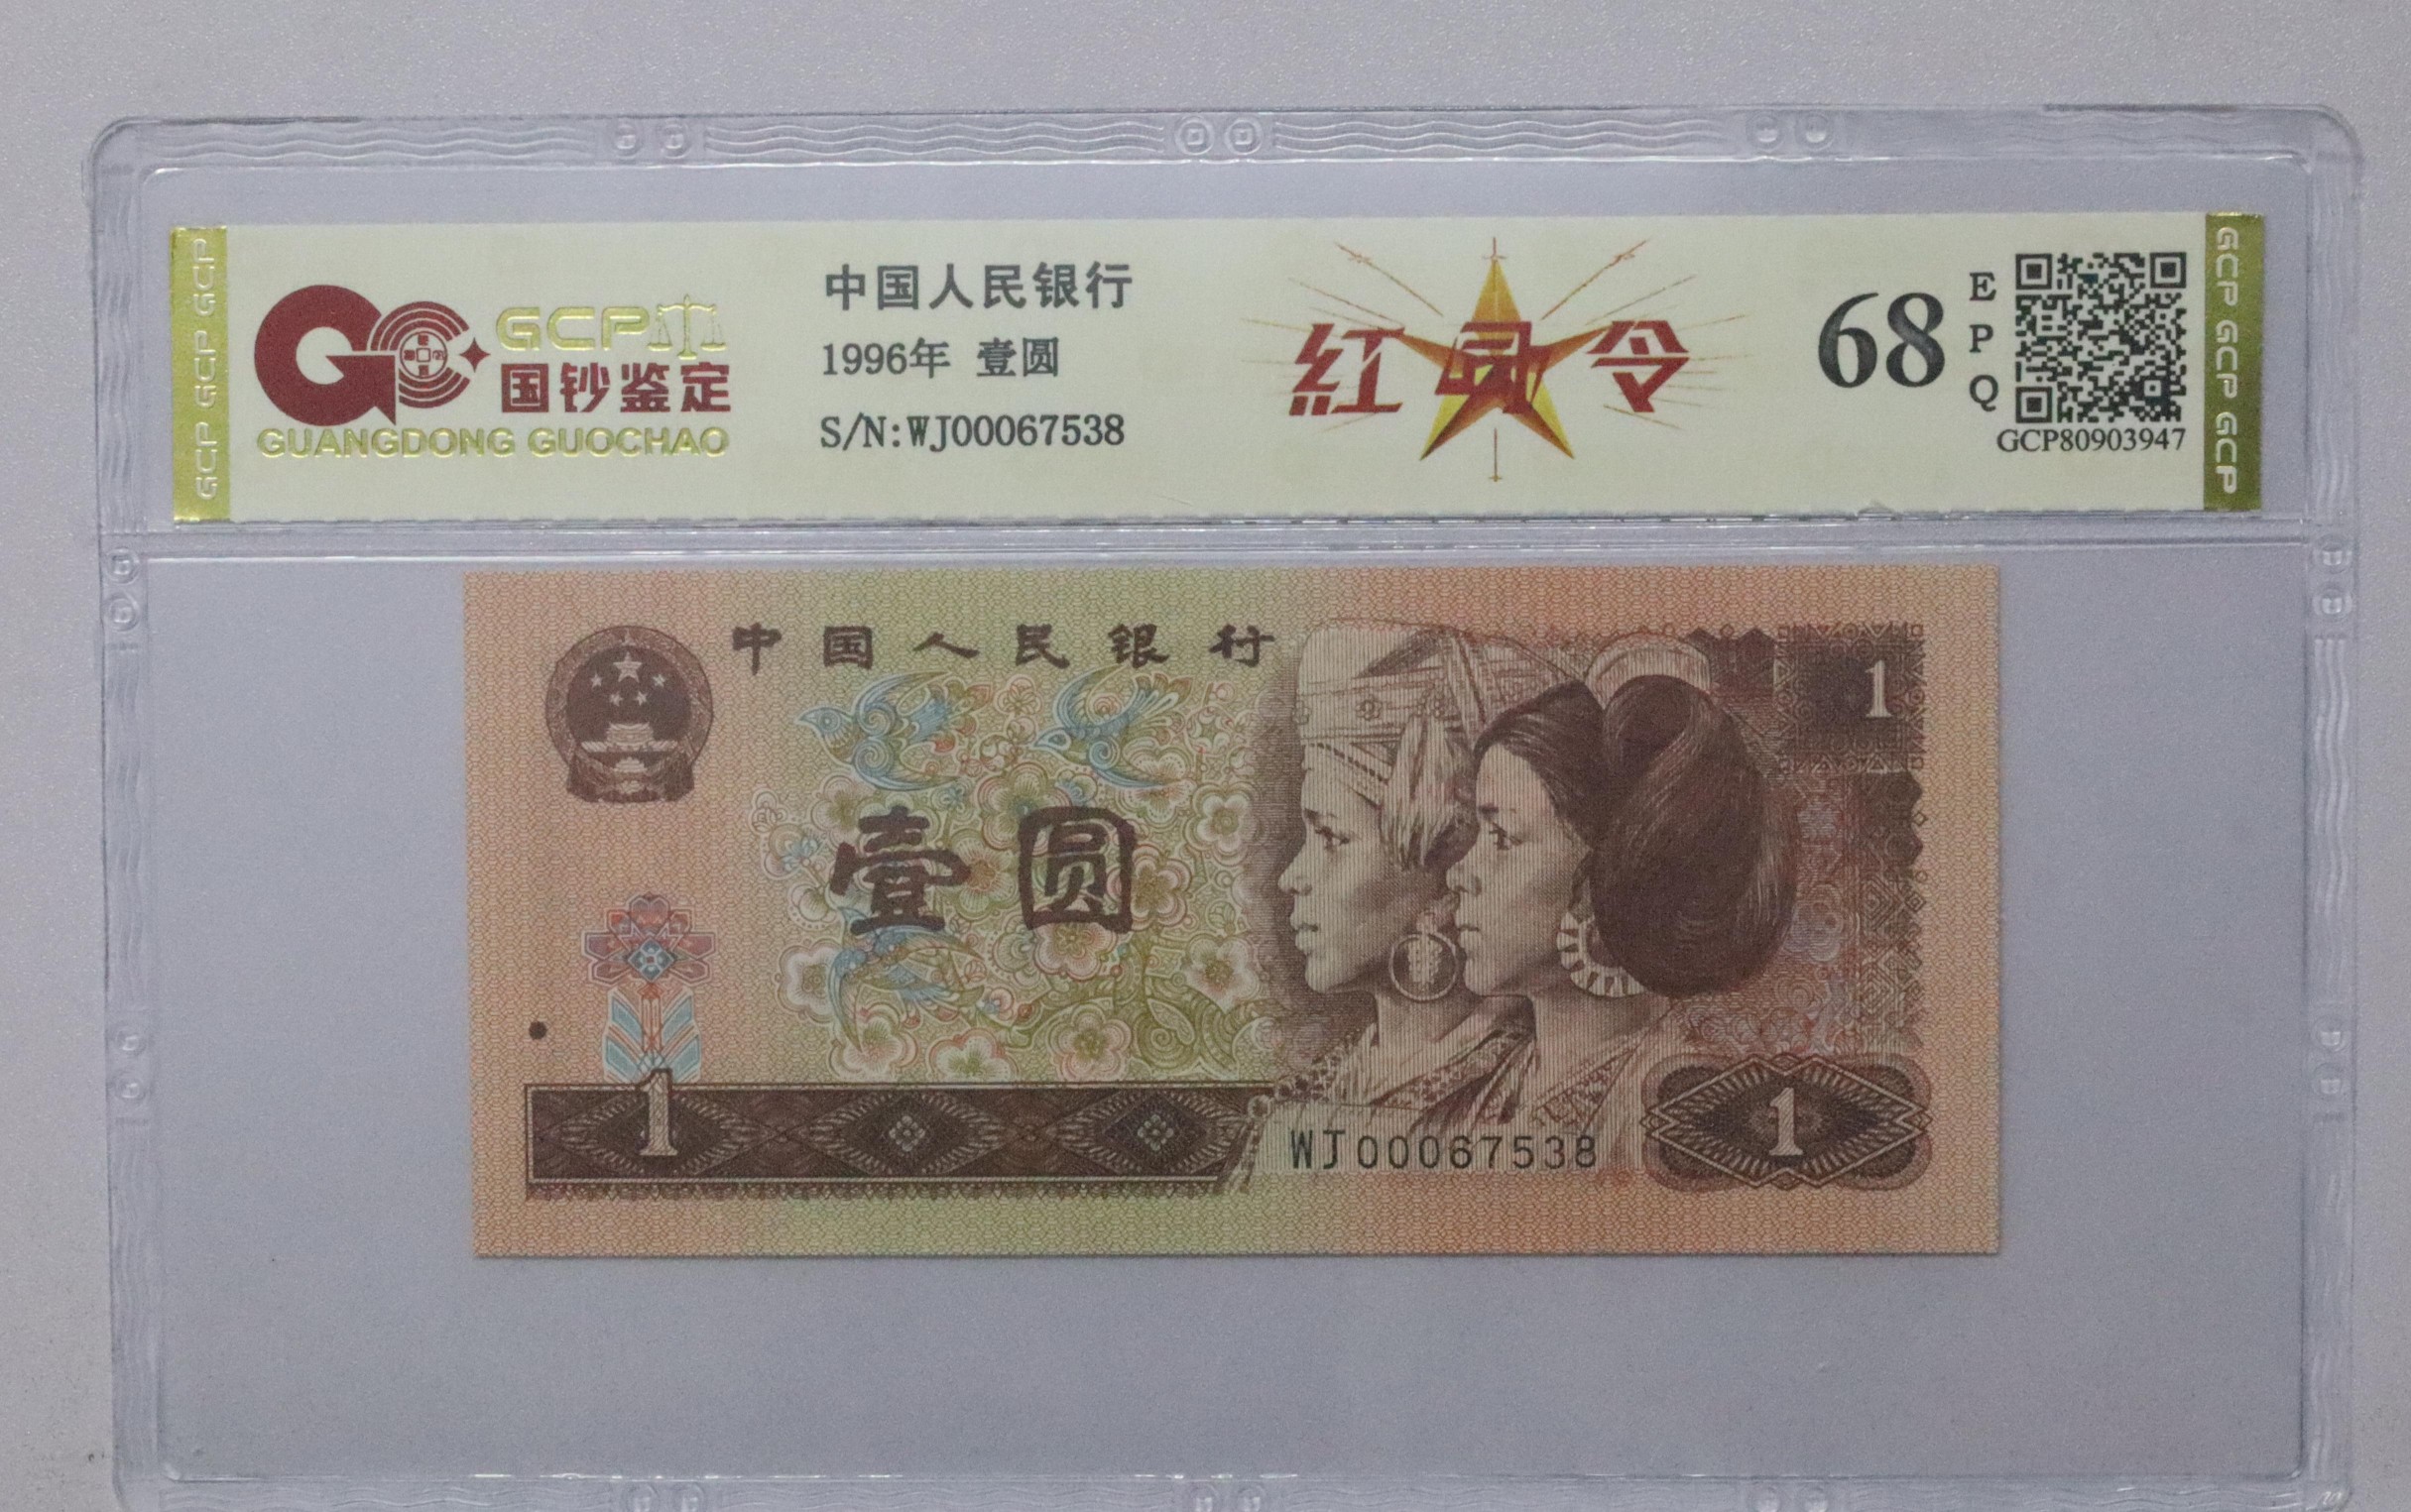 GCP GCP GCP
GCP
国钞鉴定
GUANGDONG GUOCHAO
中国人民银行
1996年 壹圆
S/N:WJ00067538
紅 令
68
EPQ
GCP80903947
GCP GCP GCP
中国人民银行
1
壹圆
1
WJ00067538
1